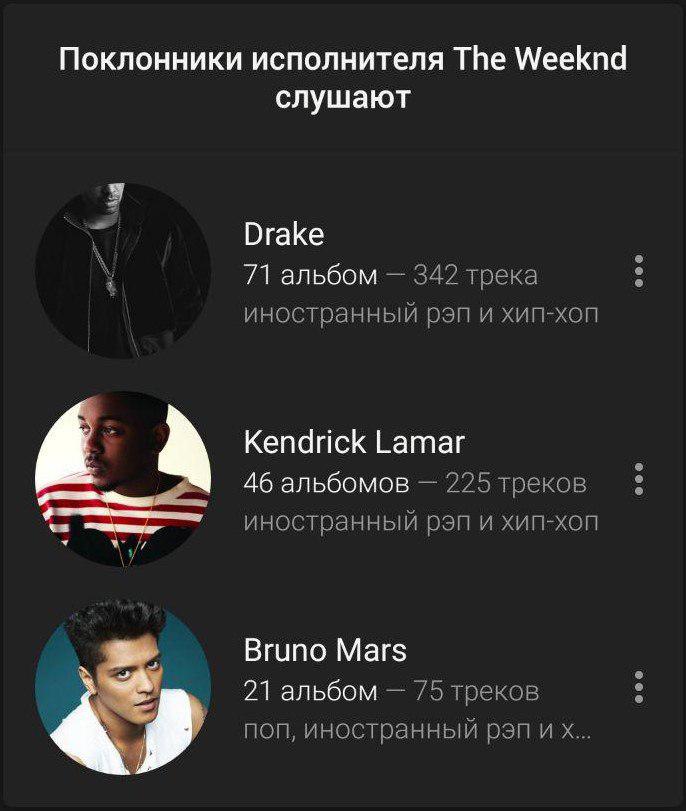 Поклонники исполнителя The Weeknd
слушают
Drake
71 альбом — 342 трека
иностранный рэп и хип-хоп
Kendrick Lamar
46 альбомов — 225 треков
иностранный рэп и хип-хоп
Bruno Mars
21 альбом — 75 треков
поп, иностранный рэп и х...